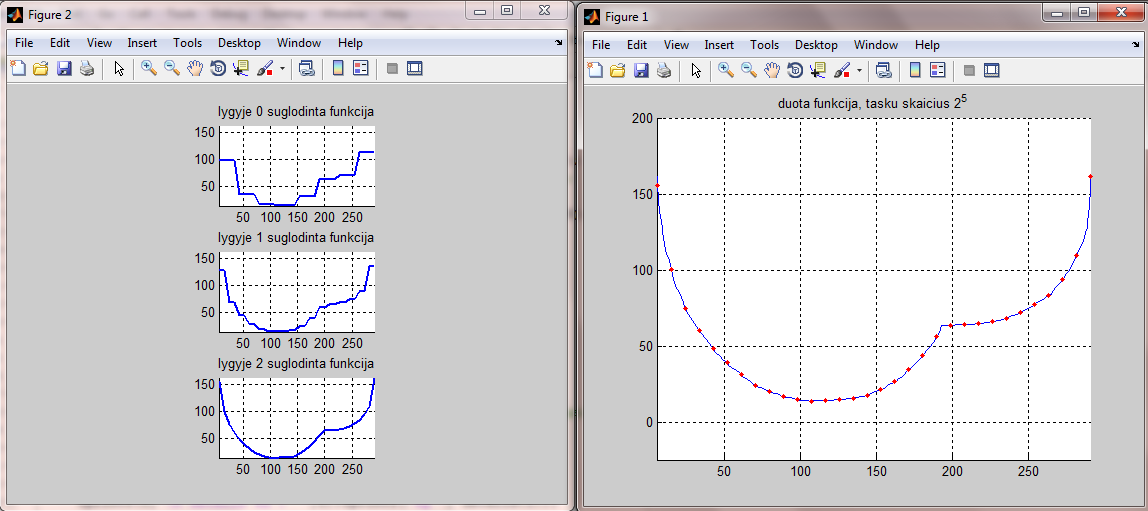 Figure 2
File Edit View Insert Tools Desktop Window Help
lygyje 0 suglodinta funkcija
150
100
50
50 100 150 200 250
lygyje 1 suglodinta funkcija
150
100
50
50 100 150 200 250
lygyje 2 suglodinta funkcija
150
100
50
50 100 150 200 250
Figure 1
File Edit View Insert Tools Desktop Window Help
duota funkcija, tasku skaicius 2^5
200
150
100
50
0
50 100 150 200 250